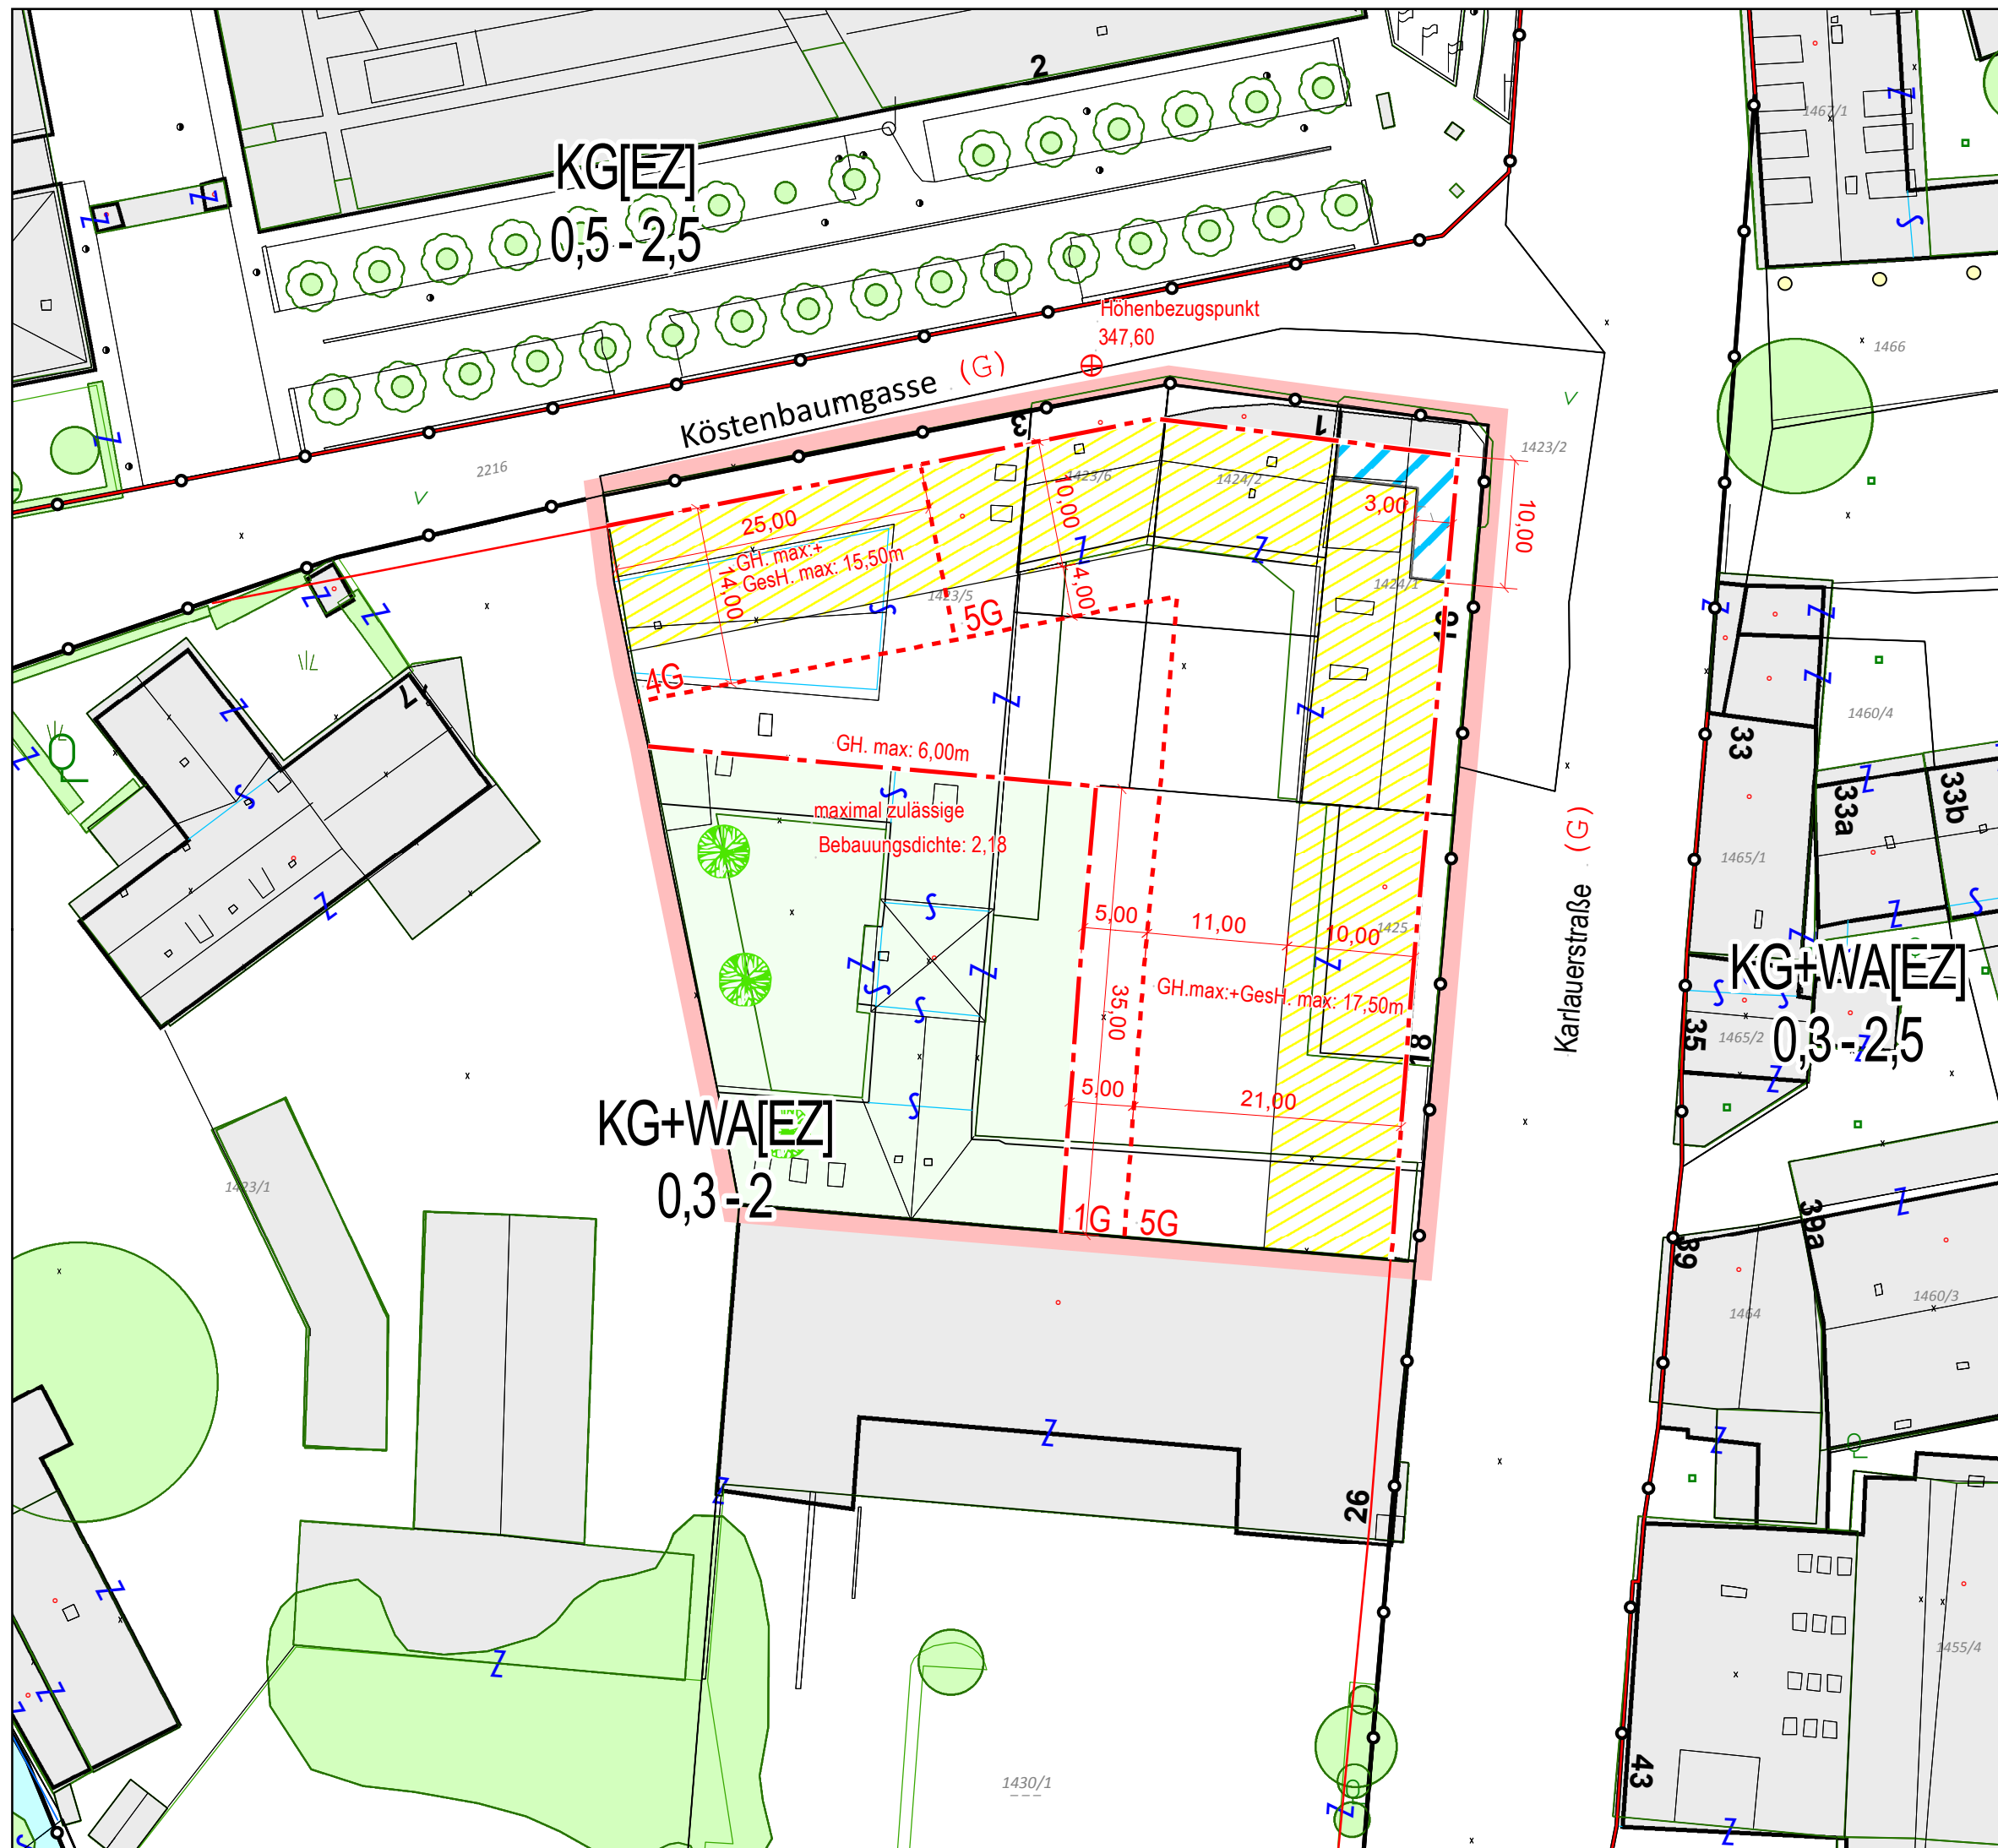 2
KG[EZ]
0,5 - 2,5
1467/1
Höhenbezugspunkt
347,60
1466
Köstenbaumgasse (G)
2216
3
1
1423/2
1423/6
1424/2
25,00
10,00
3,00
10,00
GH. max:+
GesH. max: 15,50m
14,00
4,00
1423/5
1424/1
5G
4G
7
33
1460/4
GH. max: 6,00m
maximal zulässige
Bebauungsdichte: 2,18
33a
33b
1465/1
Karlauerstraße (G)
5,00
11,00
10,00
1425
KG+WA[EZ]
0,3 - 2,5
35,00
GH.max:+GesH. max: 17,50m
35
1465/2
18
5,00
21,00
KG+WA[EZ]
0,3 - 2
1423/1
1G
5G
39
39a
1460/3
1464
26
1455/4
43
1430/1